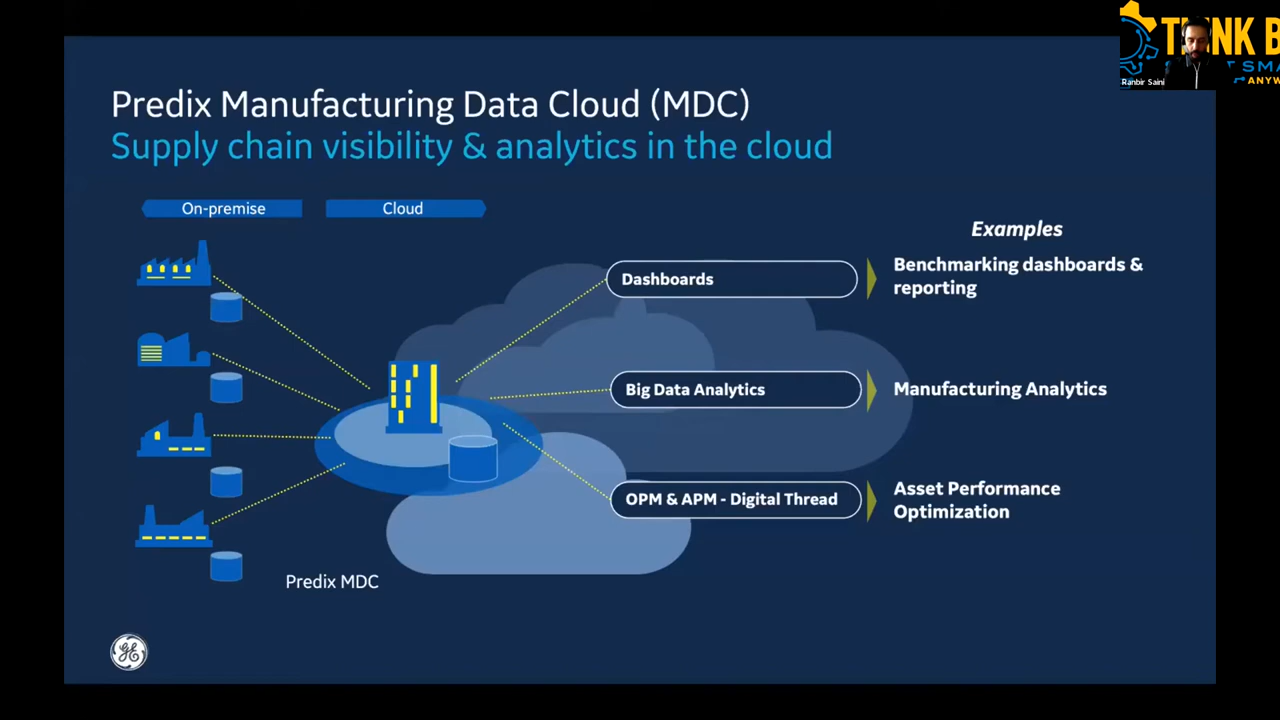 Predix Manufacturing Data Cloud (MDC)
Supply chain visibility & analytics in the cloud
On-premise
Cloud
Examples
Dashboards
Benchmarking dashboards &
reporting
Big Data Analytics
Manufacturing Analytics
OPM & APM - Digital Thread
Asset Performance
Optimization
Predix MDC
GE
Ranbir Saini